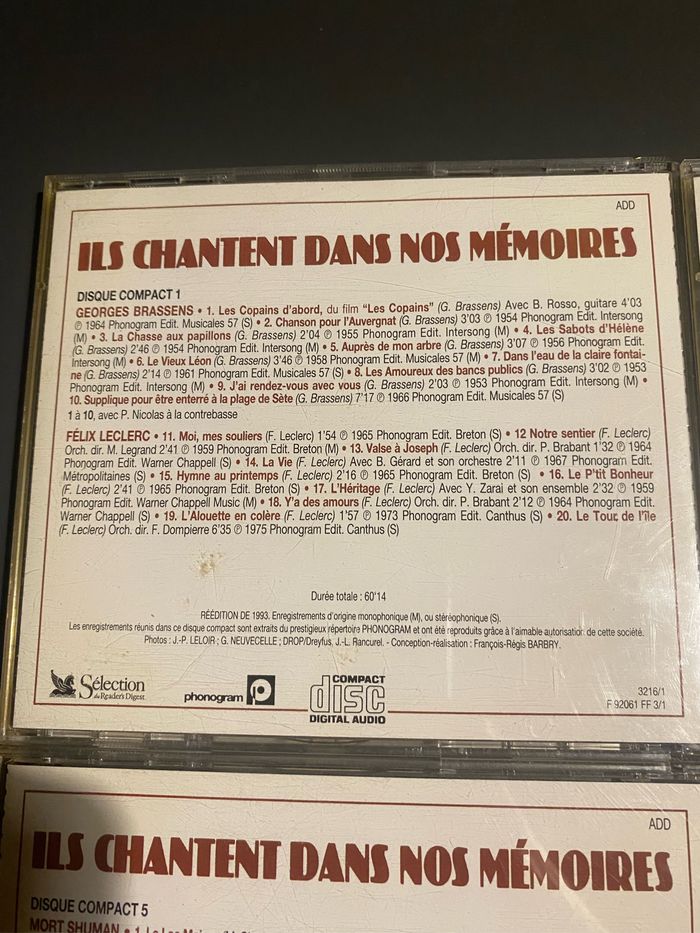 ADD
ILS CHANTENT DANS NOS MÉMOIRES
DISQUE COMPACT 1
GEORGES BRASSENS • 1. Les Copains d'abord, du film “Les Copains” (G. Brassens) Avec B. Rosso, guitare 4'03
℗ 1964 Phonogram Edit. Musicales 57 (S) • 2. Chanson pour l'Auvergnat (G. Brassens) 3'03 ℗ 1954 Phonogram Edit. Intersong
(M) • 3. La Chasse aux papillons (G. Brassens) 2'04 ℗ 1955 Phonogram Edit. Intersong (M) • 4. Les Sabots d'Hélène
(G. Brassens) 2'46 ℗ 1954 Phonogram Edit. Intersong (M) • 5. Auprès de mon arbre (G. Brassens) 3'07 ℗ 1956 Phonogram Edit.
Intersong (M) • 6. Le Vieux Léon (G. Brassens) 3'46 ℗ 1958 Phonogram Edit. Musicales 57 (M) • 7. Dans l'eau de la claire fontai-
ne (G. Brassens) 2'14 ℗ 1961 Phonogram Edit. Musicales 57 (S) • 8. Les Amoureux des bancs publics (G. Brassens) 3'02 ℗ 1953
Phonogram Edit. Intersong (M) • 9. J'ai rendez-vous avec vous (G. Brassens) 2'03 ℗ 1953 Phonogram Edit. Intersong (M) •
10. Supplique pour être enterré à la plage de Sète (G. Brassens) 7'17 ℗ 1966 Phonogram Edit. Musicales 57 (S)
1 à 10, avec P. Nicolas à la contrebasse
FÉLIX LECLERC • 11. Moi, mes souliers (F. Leclerc) 1'54 ℗ 1965 Phonogram Edit. Breton (S) • 12 Notre sentier (F. Leclerc)
Orch. dir. M. Legrand 2'41 ℗ 1959 Phonogram Edit. Breton (M) • 13. Valse à Joseph (F. Leclerc) Orch. dir. P. Brabant 1'32 ℗ 1964
Phonogram Edit. Warner Chappell (S) • 14. La Vie (F. Leclerc) Avec B. Gérard et son orchestre 2'11 ℗ 1967 Phonogram Edit.
Métropolitaines (S) • 15. Hymne au printemps (F. Leclerc) 2'16 ℗ 1965 Phonogram Edit. Breton (S) • 16. Le P'tit Bonheur
(F. Leclerc) 2'41 ℗ 1965 Phonogram Edit. Breton (S) • 17. L'Héritage (F. Leclerc) Avec Y. Zarai et son ensemble 2'32 ℗ 1959
Phonogram Edit. Warner Chappell Music (M) • 18. Y'a des amours (F. Leclerc) Orch. dir. P. Brabant 2'12 ℗ 1964 Phonogram Edit.
Warner Chappell (S) • 19. L'Alouette en colère (F. Leclerc) 1'57 ℗ 1973 Phonogram Edit. Canthus (S) • 20. Le Tour de l'île
(F. Leclerc) Orch. dir. F. Dompierre 6'35 ℗ 1975 Phonogram Edit. Canthus (S)
Durée totale : 60'14
RÉÉDITION DE 1993. Enregistrements d'origine monophonique (M), ou stéréophonique (S).
Les enregistrements réunis dans ce disque compact sont extraits du prestigieux répertoire PHONOGRAM et ont été reproduits grâce à l'aimable autorisation de cette société.
Photos : J.-P. LELOIR ; G. NEUVECELLE ; DROP/Dreyfus, J.-L. Rancurel. - Conception-réalisation : François-Régis BARBRY.
Sélection
du Reader's Digest
phonogram
COMPACT
disc
DIGITAL AUDIO
3216/1
F 92061 FF 3/1
ADD
ILS CHANTENT DANS NOS MÉMOIRES
DISQUE COMPACT 5
MORT SHUMAN • 1.